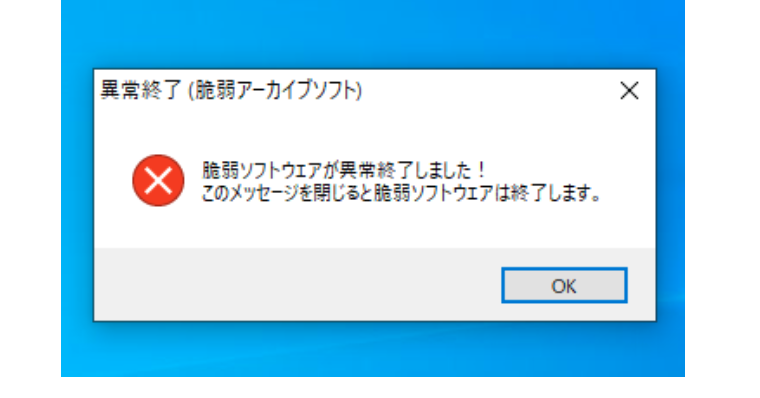 異常終了 (脆弱アーカイブソフト)
脆弱ソフトウエアが異常終了しました！
このメッセージを閉じると脆弱ソフトウエアは終了します。
OK